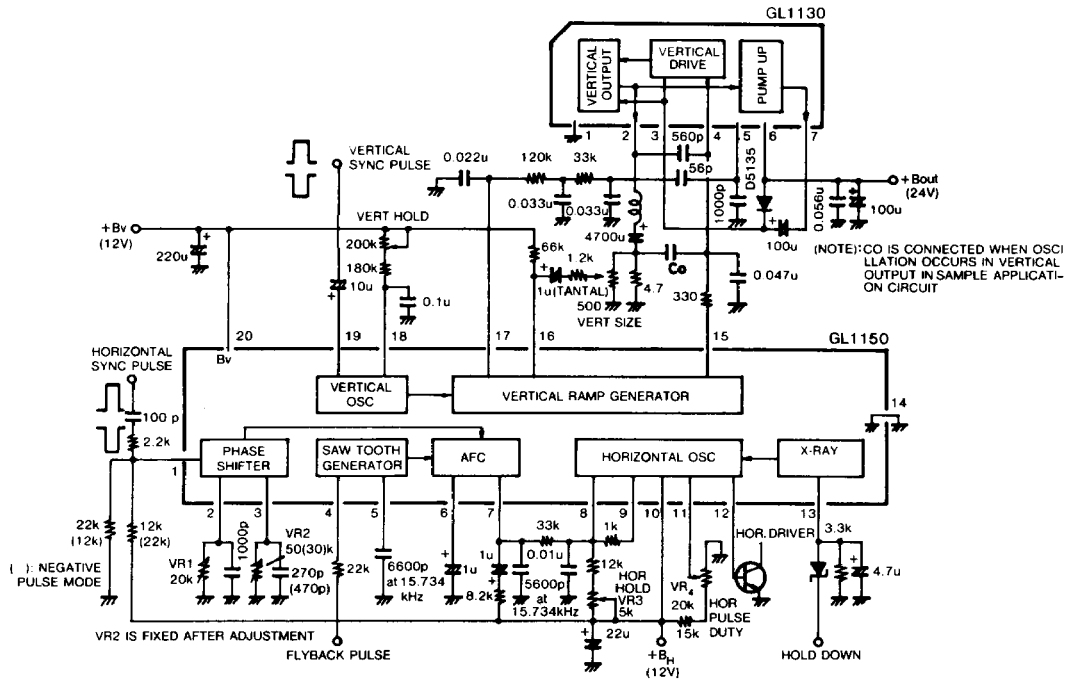 GL1130
VERTICAL OUTPUT
VERTICAL DRIVE
PUMP UP
1
2
3
4
5
6
7
VERTICAL SYNC PULSE
0.022u
120k
33k
560p
56p
D5135
1000p
+Bout
(24V)
0.033u
0.033u
0.056u
100u
100u
+Bv
(12V)
VERT HOLD
200k
4700u
220u
180k
10u
0.1u
66k
1.2k
1u(TANTAL)
500
4.7
Co
330
0.047u
VERT SIZE
(NOTE):CO IS CONNECTED WHEN OSCI
LLATION OCCURS IN VERTICAL
OUTPUT IN SAMPLE APPLICATI-
ON CIRCUIT
20
19
18
17
16
15
Bv
GL1150
HORIZONTAL
SYNC PULSE
100 p
2.2k
VERTICAL OSC
VERTICAL RAMP GENERATOR
14
PHASE SHIFTER
SAW TOOTH GENERATOR
AFC
HORIZONTAL OSC
X-RAY
1
2
3
4
5
6
7
8
9
10
11
12
13
22k
(12k)
12k
(22k)
( ): NEGATIVE
PULSE MODE
VR1
20k
1000p
VR2
50(30)k
270p
(470p)
22k
6600p
at 15.734
kHz
1u
1u
8.2k
33k
0.01u
5600p
at
15.734kHz
1k
12k
HOR
HOLD
VR3
5k
22u
VR4
20k
15k
HOR
PULSE
DUTY
HOR. DRIVER
3.3k
4.7u
VR2 IS FIXED AFTER ADJUSTMENT
FLYBACK PULSE
+BH
(12V)
HOLD DOWN